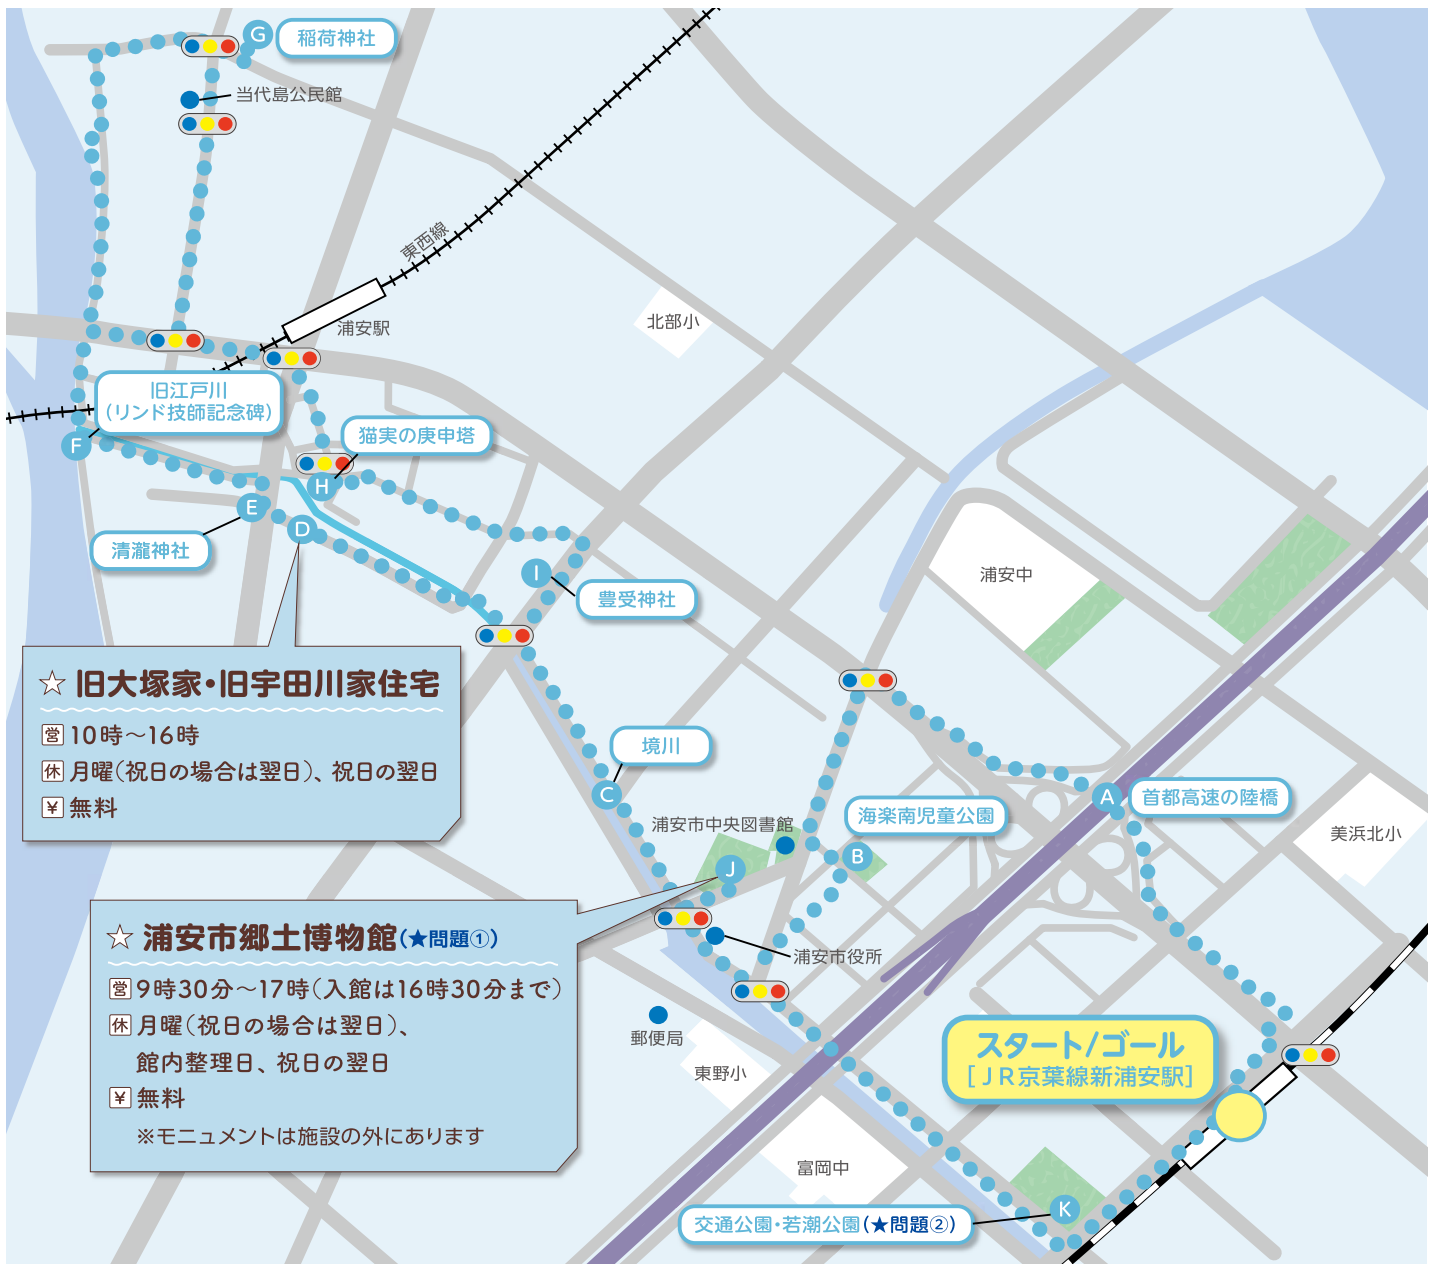 G
稲荷神社
当代島公民館
東西線
浦安駅
北部小
旧江戸川
(リンド技師記念碑)
F
猫実の庚申塔
H
E
D
清瀧神社
I
豊受神社
浦安中
☆ 旧大塚家・旧宇田川家住宅
営 10時〜16時
休 月曜(祝日の場合は翌日)、祝日の翌日
¥ 無料
境川
C
A
首都高速の陸橋
海楽南児童公園
浦安市中央図書館
B
J
美浜北小
☆ 浦安市郷土博物館(★問題①)
営 9時30分〜17時(入館は16時30分まで)
休 月曜(祝日の場合は翌日)、
館内整理日、祝日の翌日
¥ 無料
※モニュメントは施設の外にあります
浦安市役所
郵便局
東野小
スタート/ゴール
[JR京葉線新浦安駅]
富岡中
K
交通公園・若潮公園(★問題②)